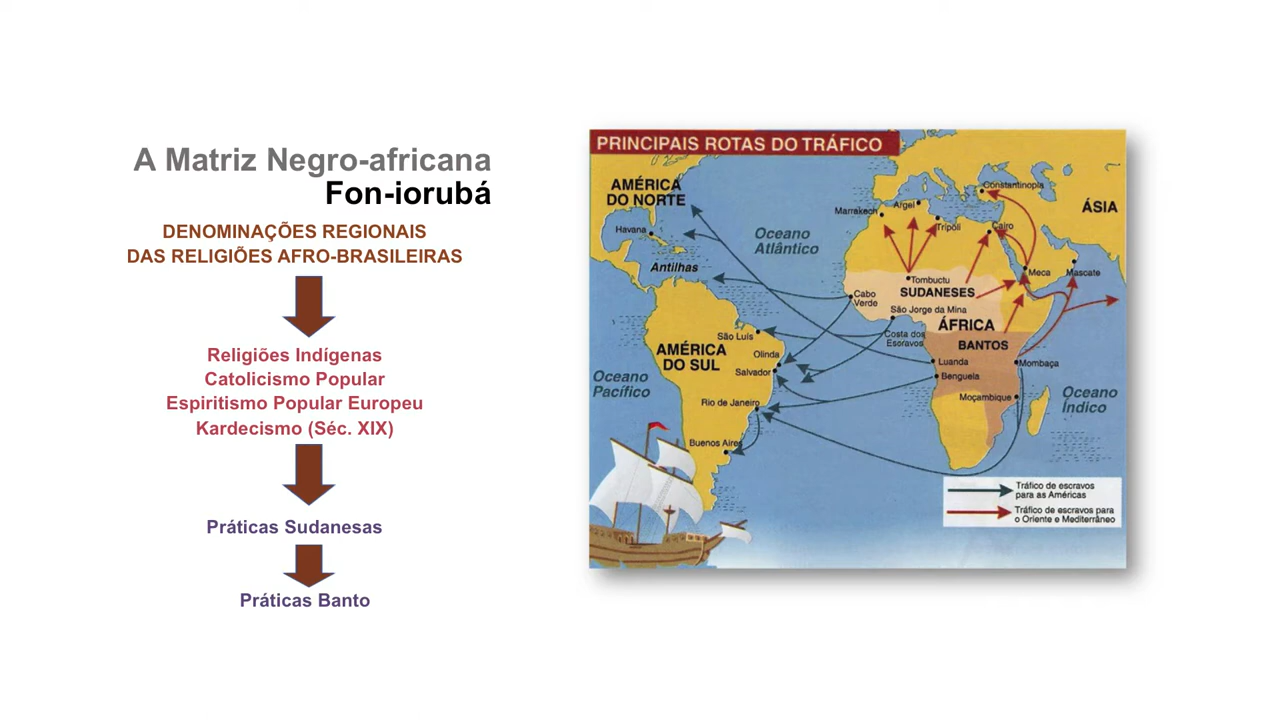 A Matriz Negro-africana
Fon-iorubá
DENOMINAÇÕES REGIONAIS
DAS RELIGIÕES AFRO-BRASILEIRAS
Religiões Indígenas
Catolicismo Popular
Espiritismo Popular Europeu
Kardecismo (Séc. XIX)
Práticas Sudanesas
Práticas Banto
PRINCIPAIS ROTAS DO TRÁFICO
AMÉRICA
DO NORTE
Havana
Antilhas
Oceano
Atlântico
Marrakech
Argel
Trípoli
Constantinopla
Cairo
ÁSIA
Meca
Mascate
Tombuctu
SUDANESES
Cabo
Verde
São Jorge da Mina
ÁFRICA
Costa dos
Escravos
BANTOS
São Luís
AMÉRICA
DO SUL
Olinda
Salvador
Luanda
Mombaça
Benguela
Oceano
Pacífico
Rio de Janeiro
Moçambique
Oceano
Índico
Buenos Aires
Tráfico de escravos
para as Américas
Tráfico de escravos para
o Oriente e Mediterrâneo